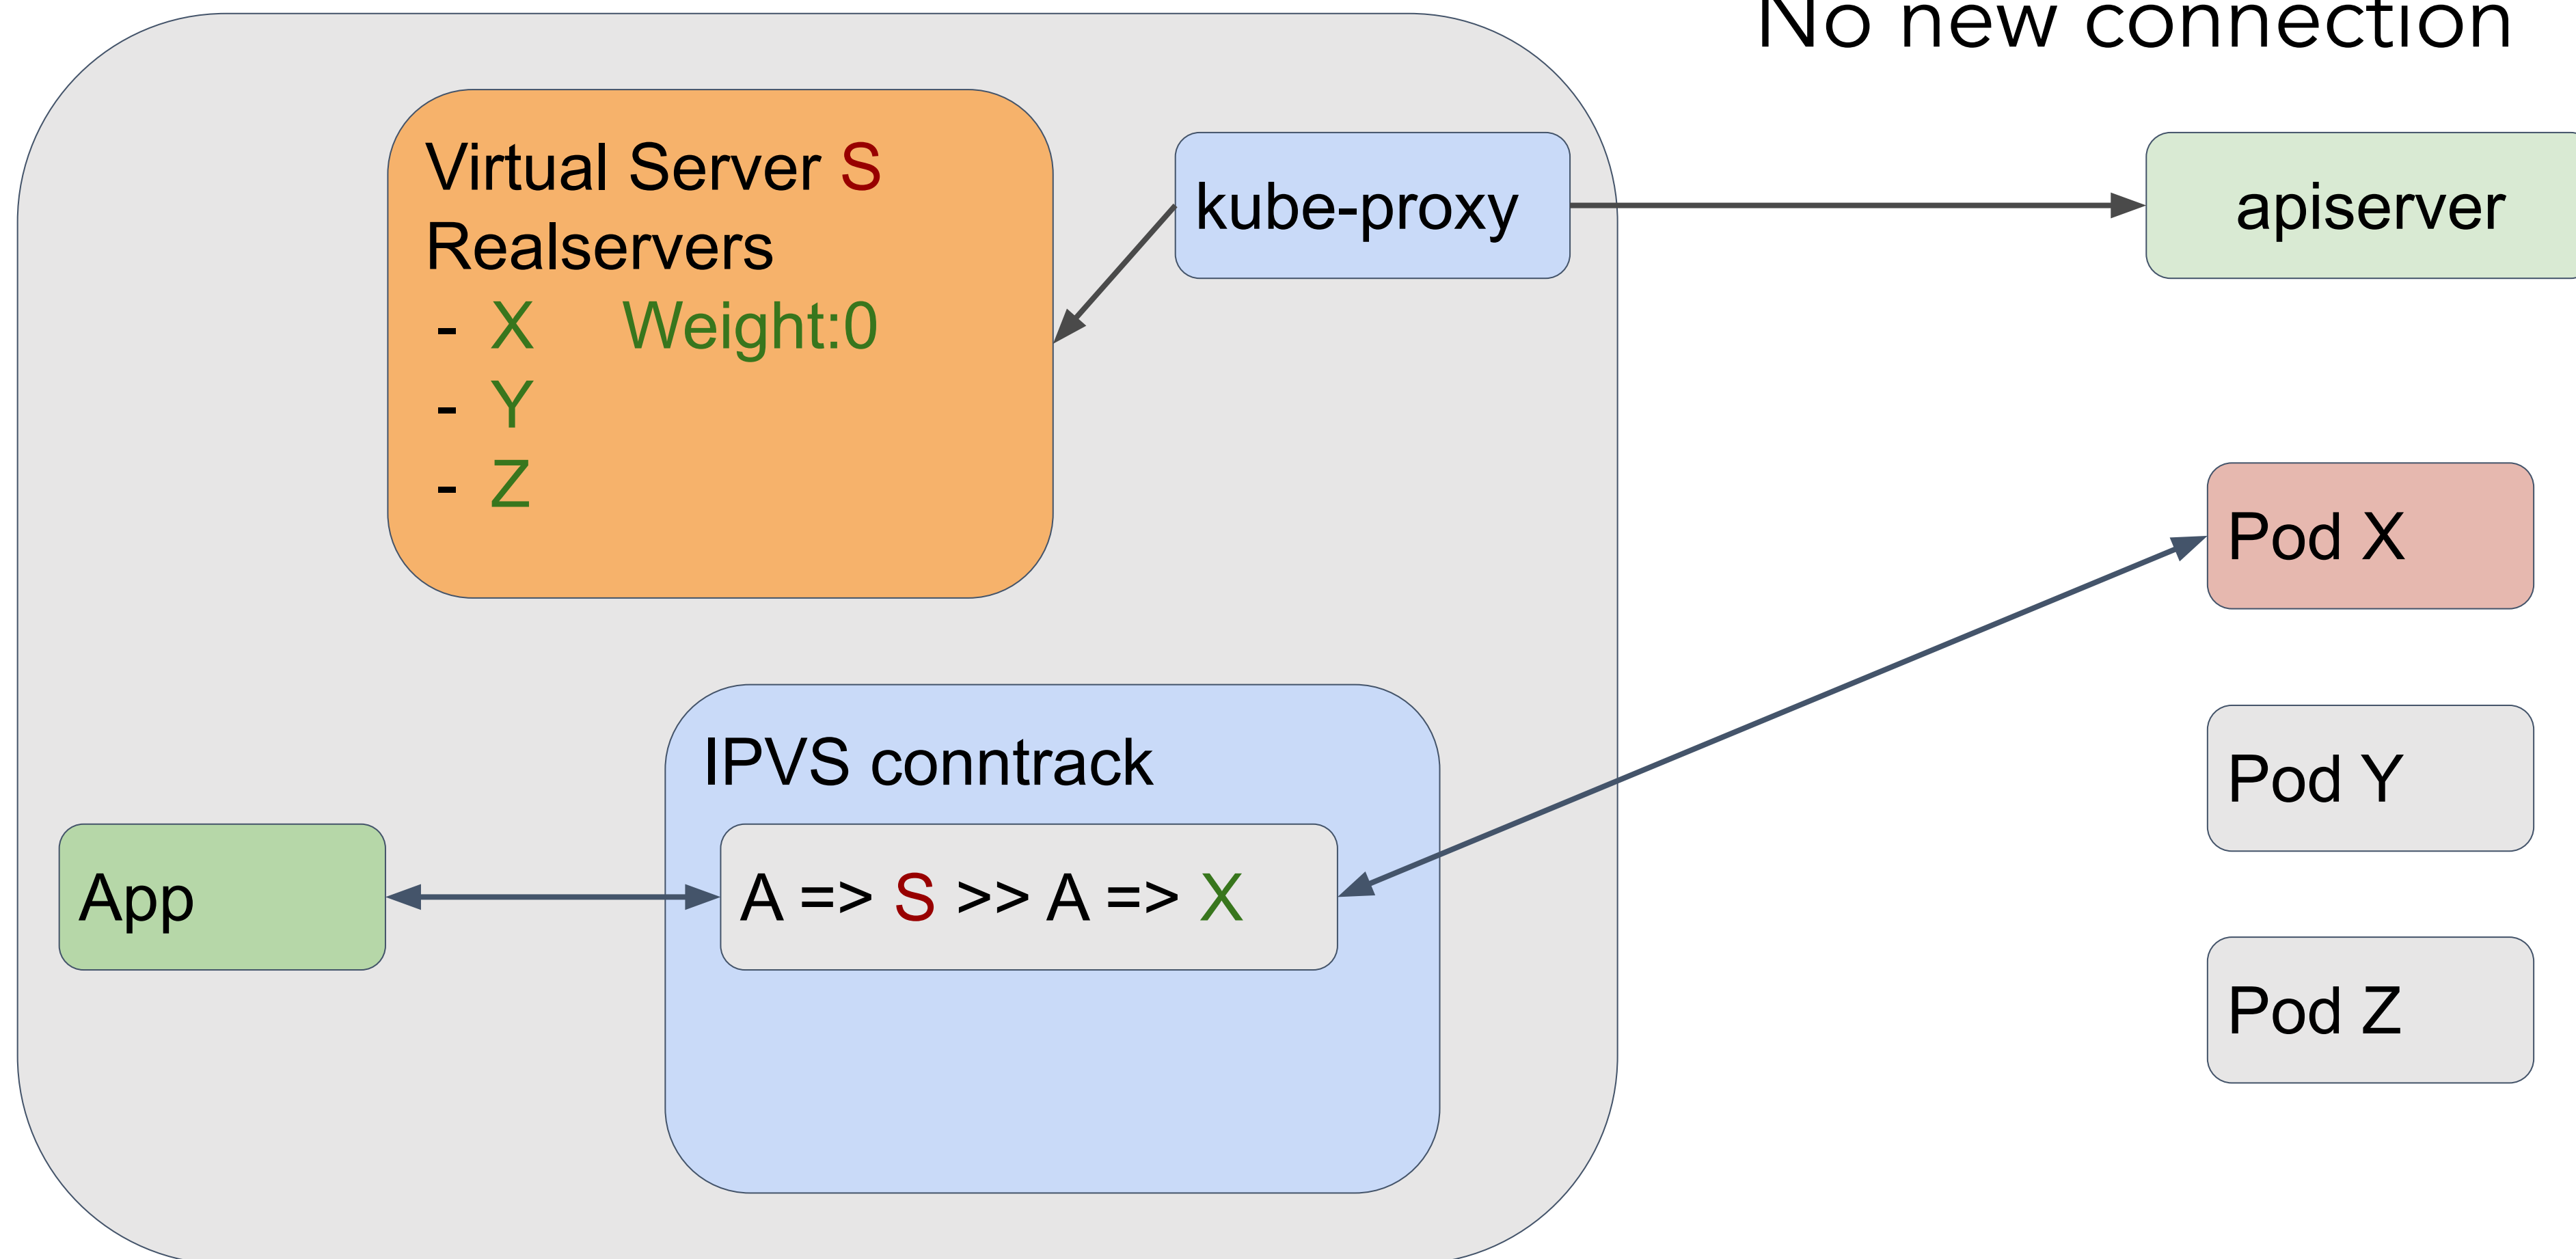 No new connection
Virtual Server S
Realservers
- X Weight:0
- Y
- Z
kube-proxy
apiserver
Pod X
Pod Y
Pod Z
IPVS conntrack
App
A => S >> A => X